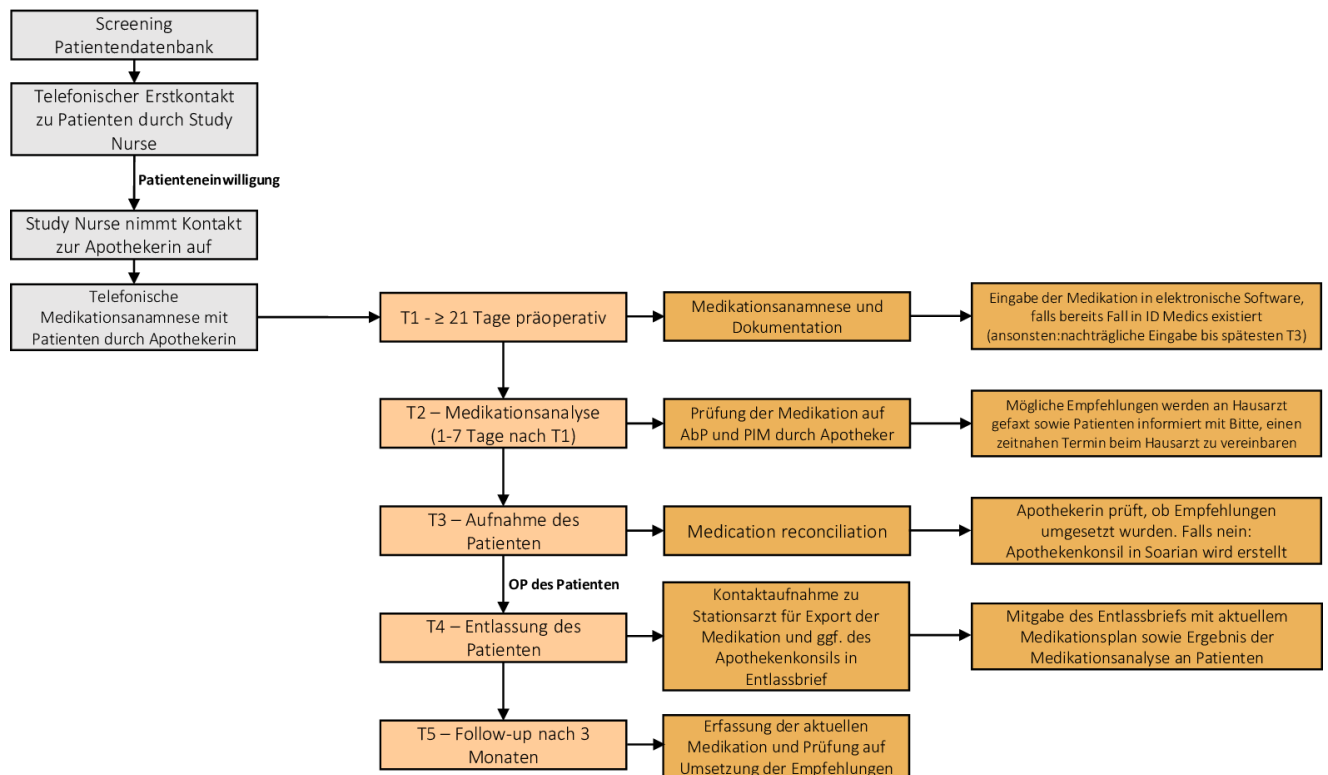 Screening
Patientendatenbank
Telefonischer Erstkontakt
zu Patienten durch Study
Nurse
Patienteneinwilligung
Study Nurse nimmt Kontakt
zur Apothekerin auf
Telefonische
Medikationsanamnese mit
Patienten durch Apothekerin
T1 - ≥ 21 Tage präoperativ
Medikationsanamnese und
Dokumentation
Eingabe der Medikation in elektronische Software,
falls bereits Fall in ID Medics existiert
(ansonsten:nachträgliche Eingabe bis spätesten T3)
T2 – Medikationsanalyse
(1-7 Tage nach T1)
Prüfung der Medikation auf
AbP und PIM durch Apotheker
Mögliche Empfehlungen werden an Hausarzt
gefaxt sowie Patienten informiert mit Bitte, einen
zeitnahen Termin beim Hausarzt zu vereinbaren
T3 – Aufnahme des
Patienten
Medication reconciliation
Apothekerin prüft, ob Empfehlungen
umgesetzt wurden. Falls nein:
Apothekenkonsil in Soarian wird erstellt
OP des Patienten
T4 – Entlassung des
Patienten
Kontaktaufnahme zu
Stationsarzt für Export der
Medikation und ggf. des
Apothekenkonsils in
Entlassbrief
Mitgabe des Entlassbriefs mit aktuellem
Medikationsplan sowie Ergebnis der
Medikationsanalyse an Patienten
T5 – Follow-up nach 3
Monaten
Erfassung der aktuellen
Medikation und Prüfung auf
Umsetzung der Empfehlungen